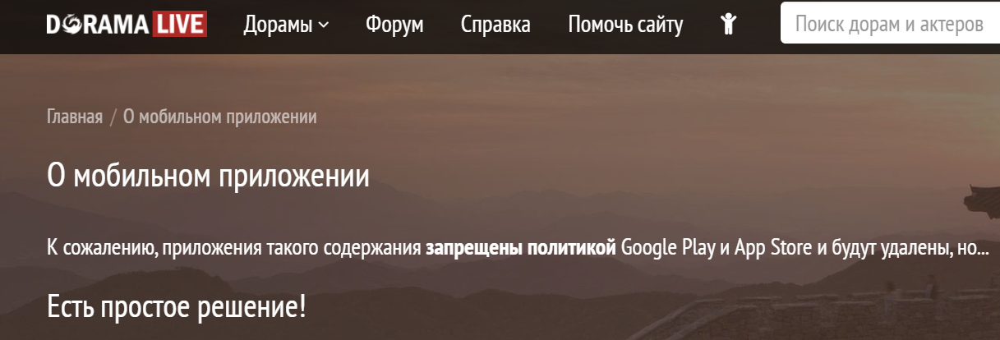 DORAMA LIVE Дорамы Форум Справка Помочь сайту Поиск дорам и актеров
Главная / О мобильном приложении
О мобильном приложении
К сожалению, приложения такого содержания запрещены политикой Google Play и App Store и будут удалены, но...
Есть простое решение!